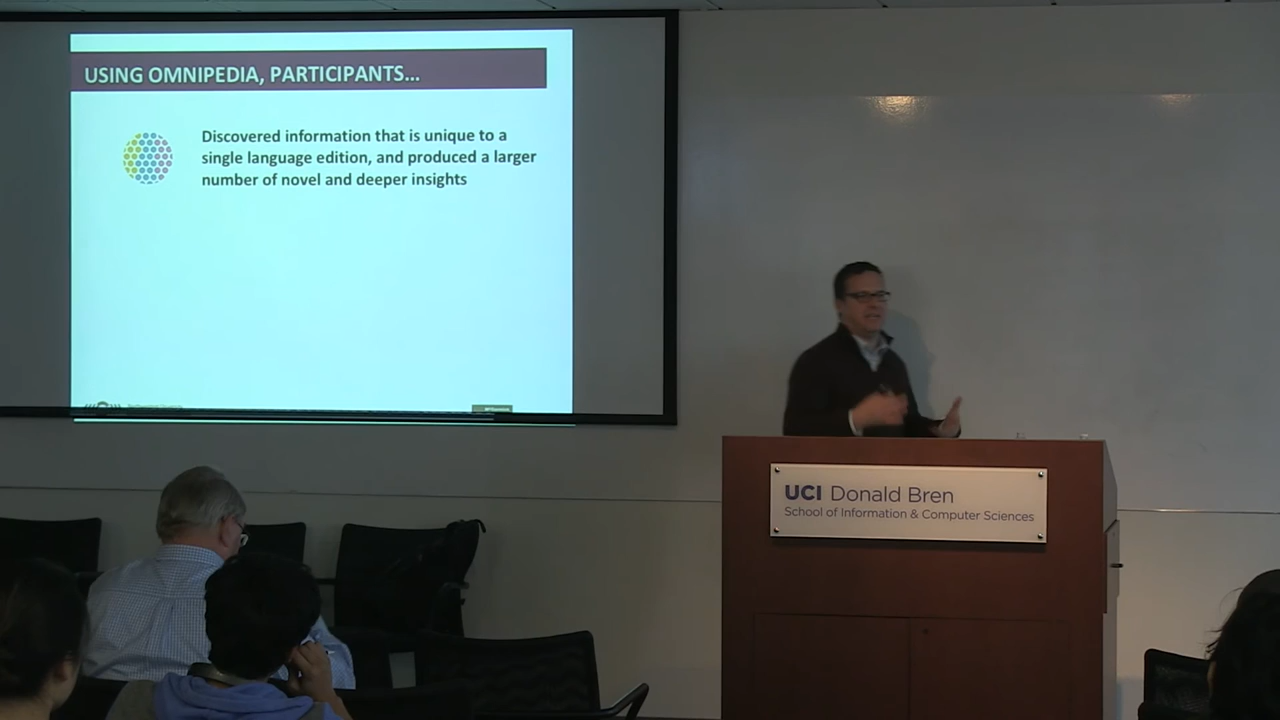 USING OMNIPEDIA, PARTICIPANTS...
Discovered information that is unique to a
single language edition, and produced a larger
number of novel and deeper insights
UCI Donald Bren
School of Information & Computer Sciences